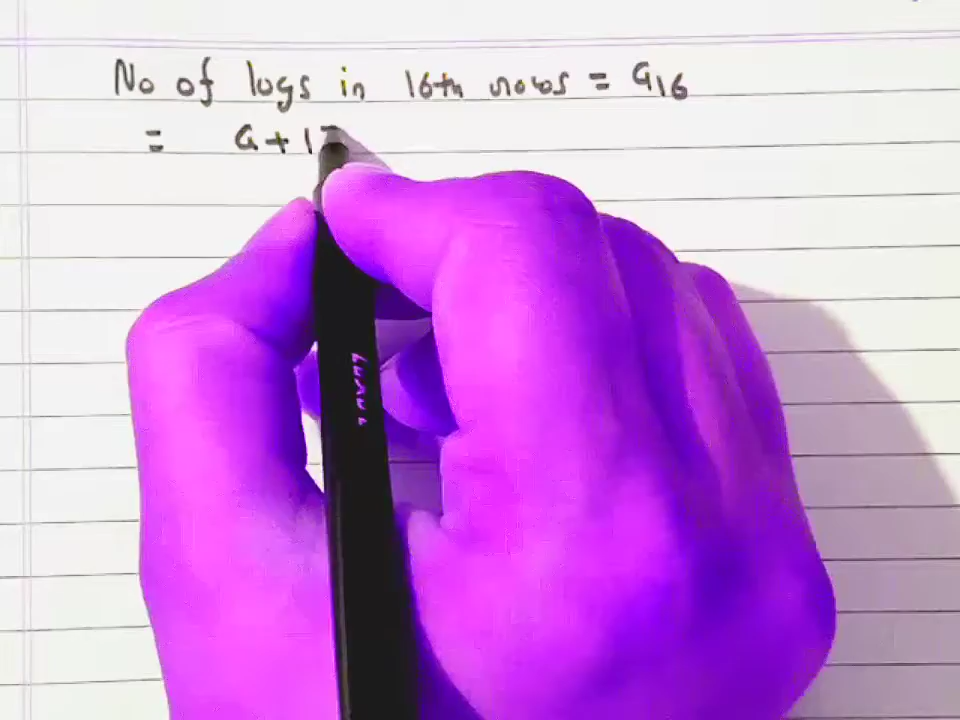 No of logs in 16th rows = a16
= a + 1